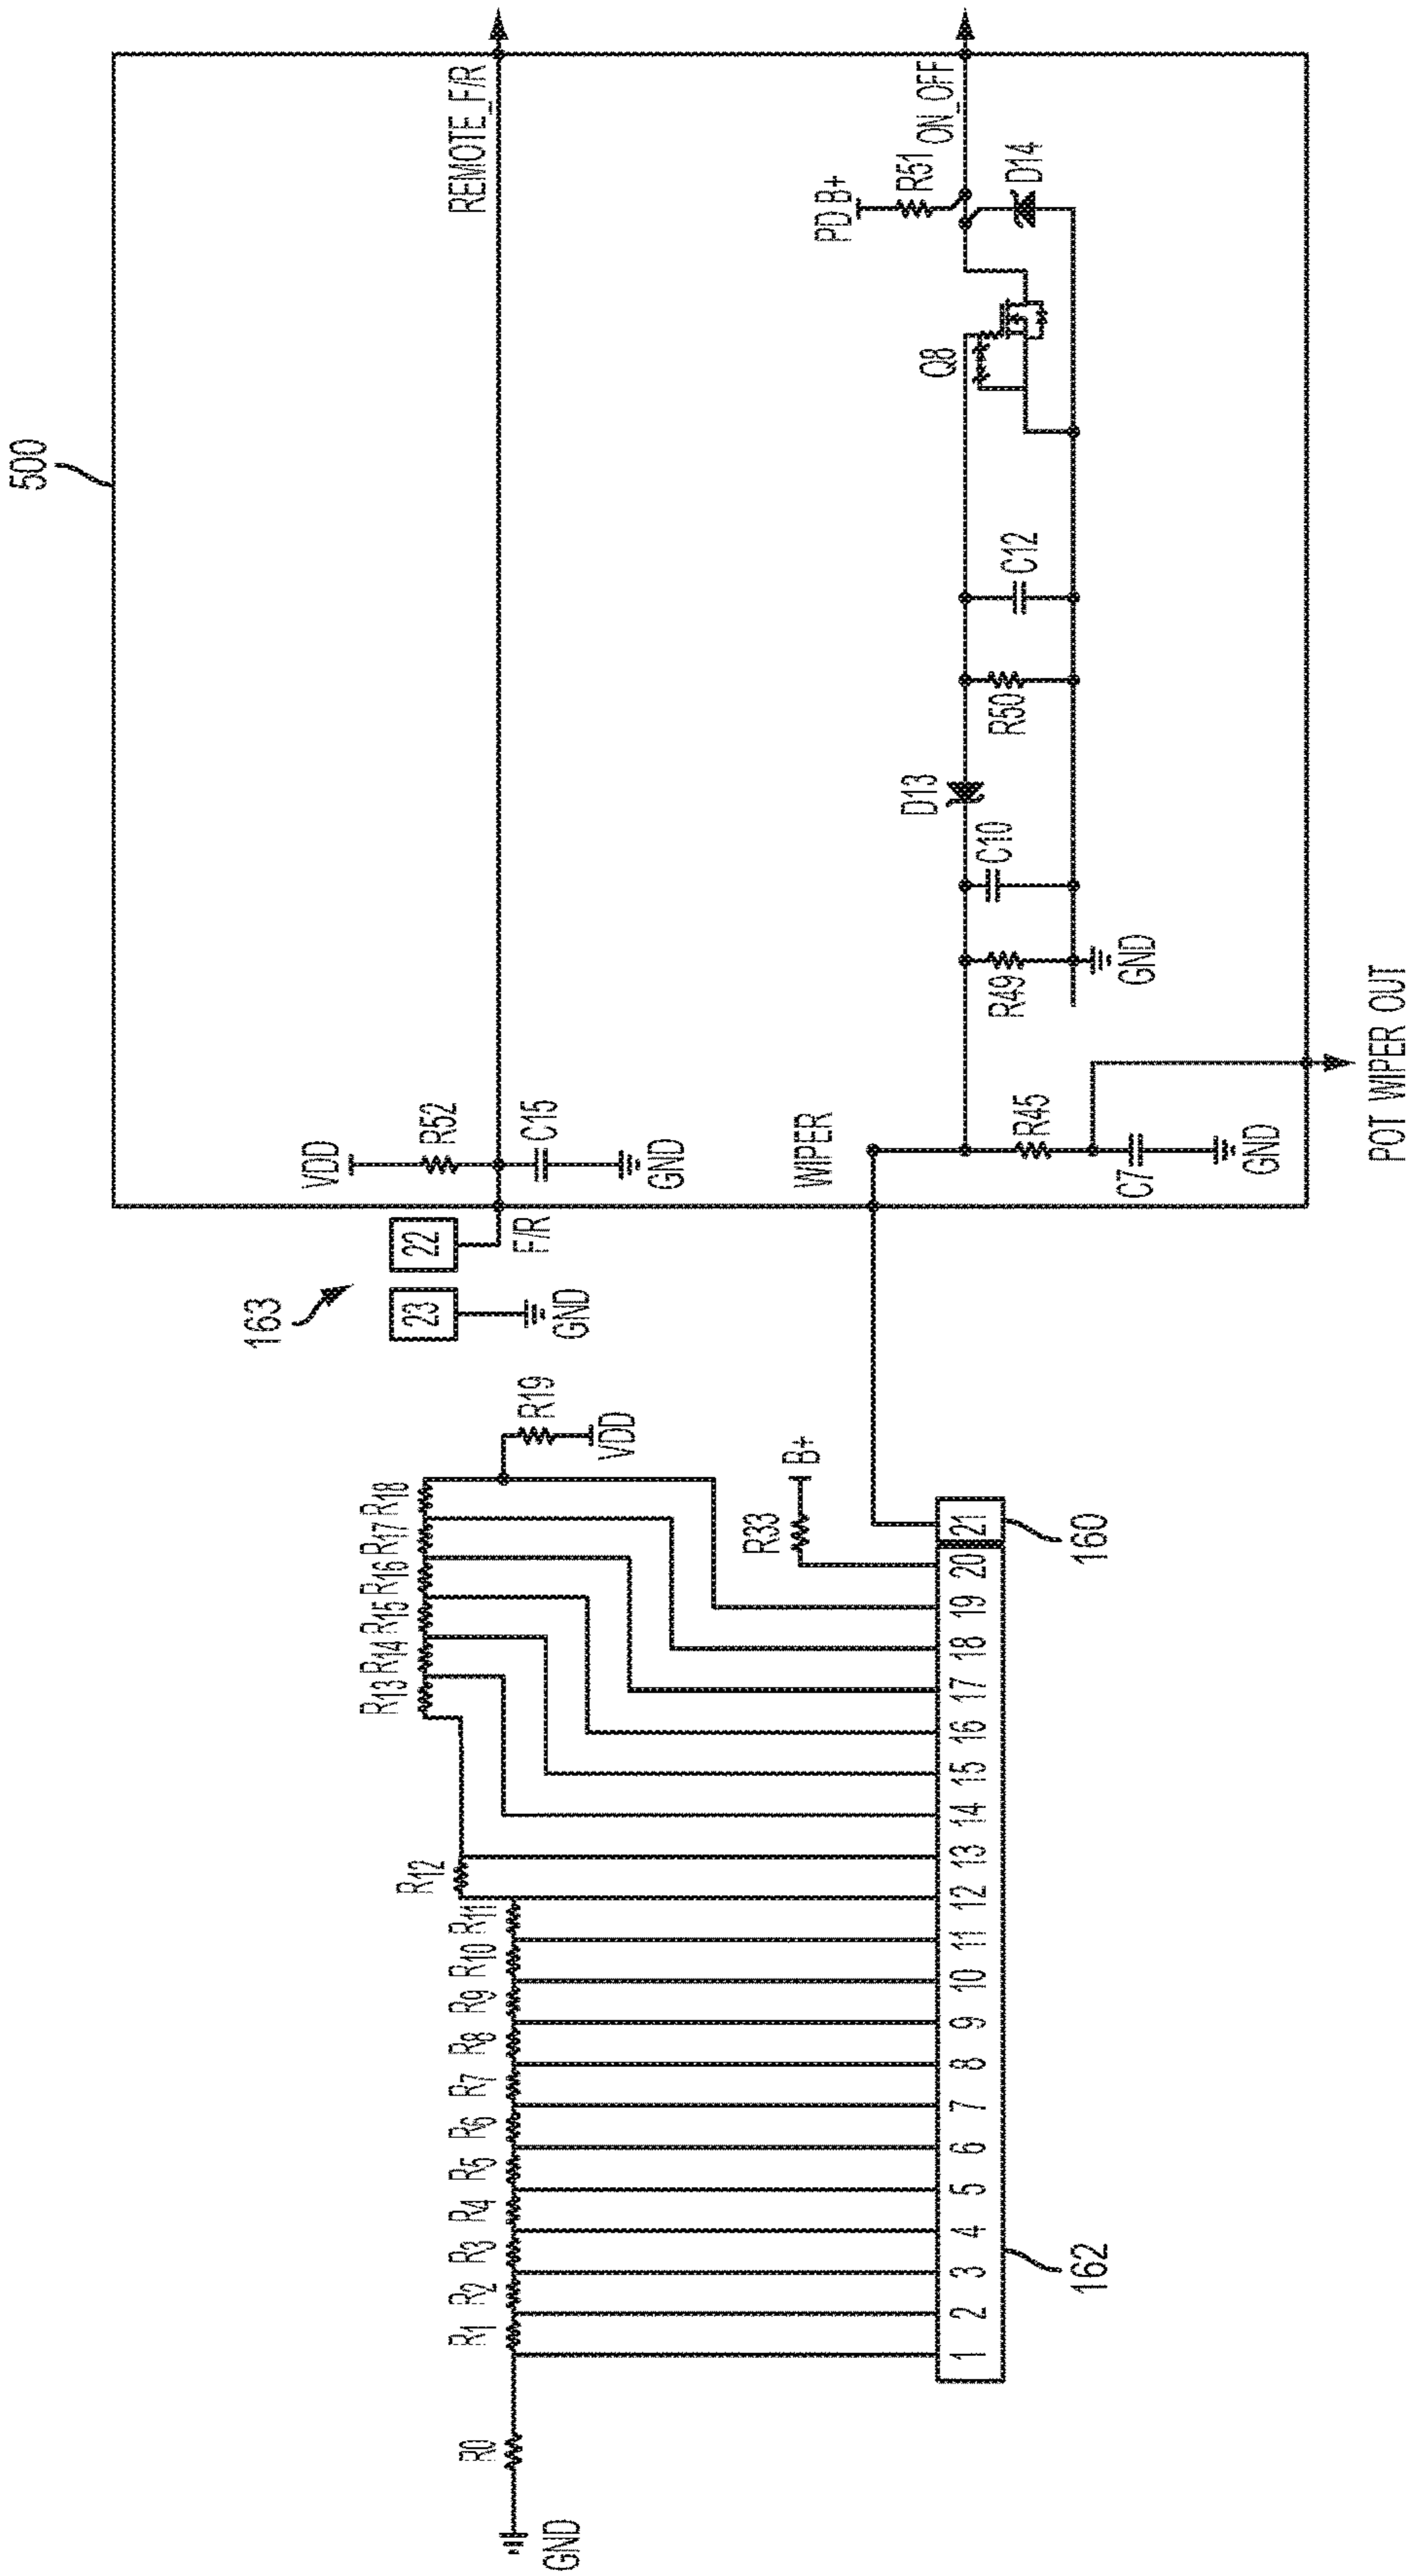 500
REMOTE_F/R
ON_OFF
PD B+
R51
D14
Q8
C12
R50
D13
C10
R49
GND
VDD
R52
C15
GND
WIPER
R45
C7
GND
POT_WIPER_OUT
163
22
23
F/R
GND
R19
VDD
R13 R14 R15 R16 R17 R18
R33
B+
R12
R0
R1 R2 R3 R4 R5 R6 R7 R8 R9 R10 R11
GND
1 2 3 4 5 6 7 8 9 10 11 12 13 14 15 16 17 18 19 20 21
162
160